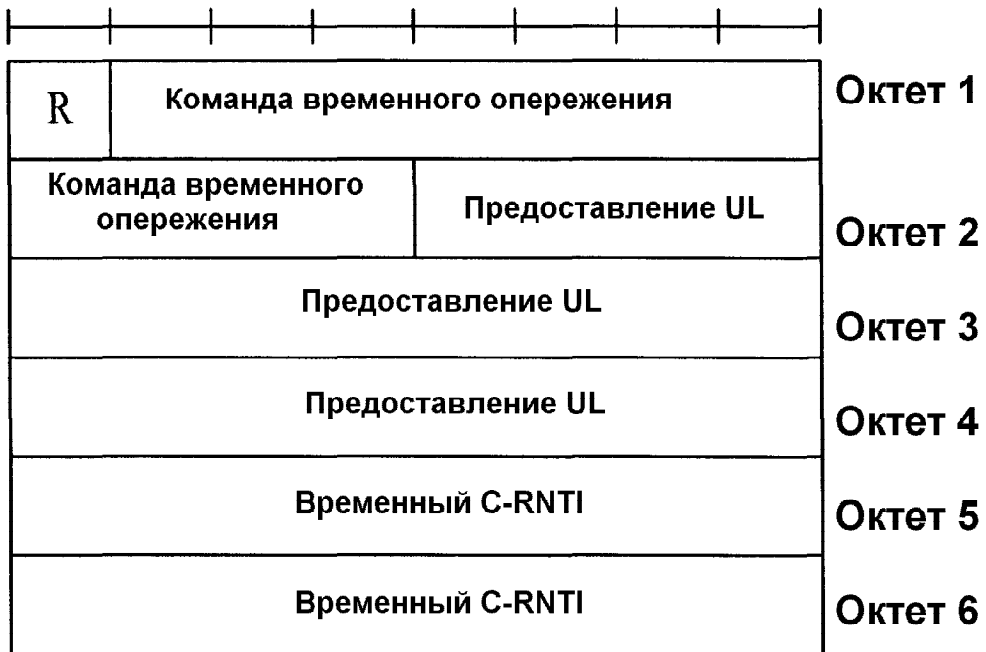 R
Команда временного опережения
Октет 1
Команда временного
опережения
Предоставление UL
Октет 2
Предоставление UL
Октет 3
Предоставление UL
Октет 4
Временный C-RNTI
Октет 5
Временный C-RNTI
Октет 6